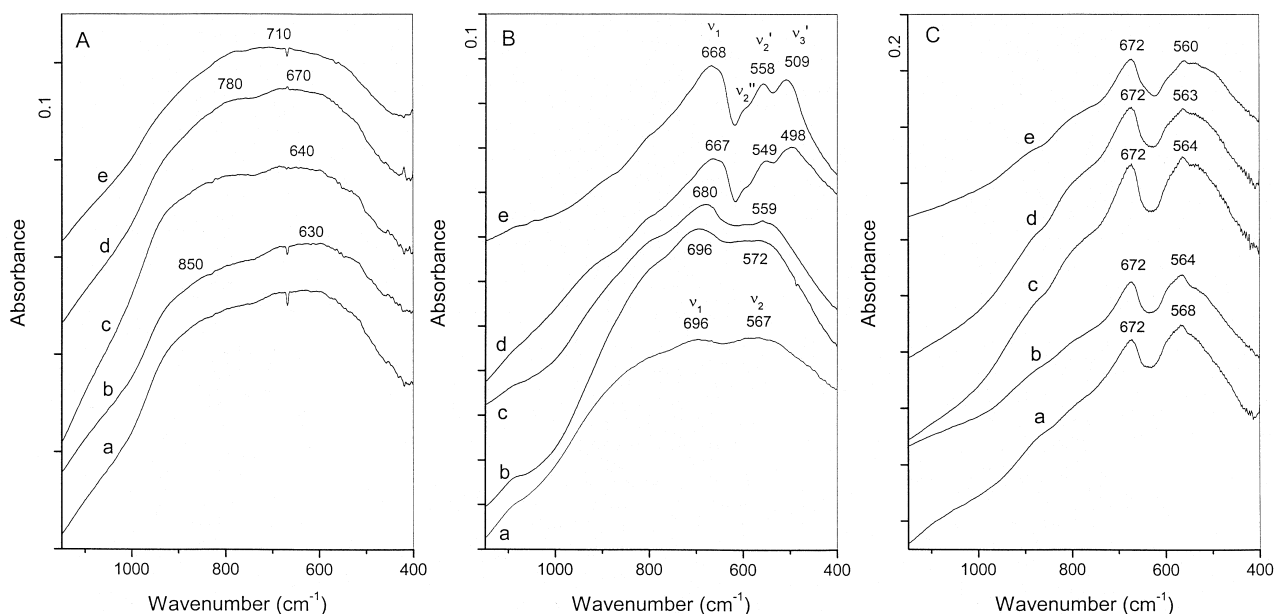 A
0.1
710
780
670
640
850
630
e
d
c
b
a
Absorbance
1000
800
600
400
Wavenumber (cm⁻¹)
B
0.1
ν₁
ν₂'
ν₃'
668
558
509
ν₂''
667
549
498
680
559
696
572
ν₁
ν₂
696
567
e
d
c
b
a
Absorbance
1000
800
600
400
Wavenumber (cm⁻¹)
C
0.2
672
560
672
563
672
564
672
564
672
568
e
d
c
b
a
Absorbance
1000
800
600
400
Wavenumber (cm⁻¹)